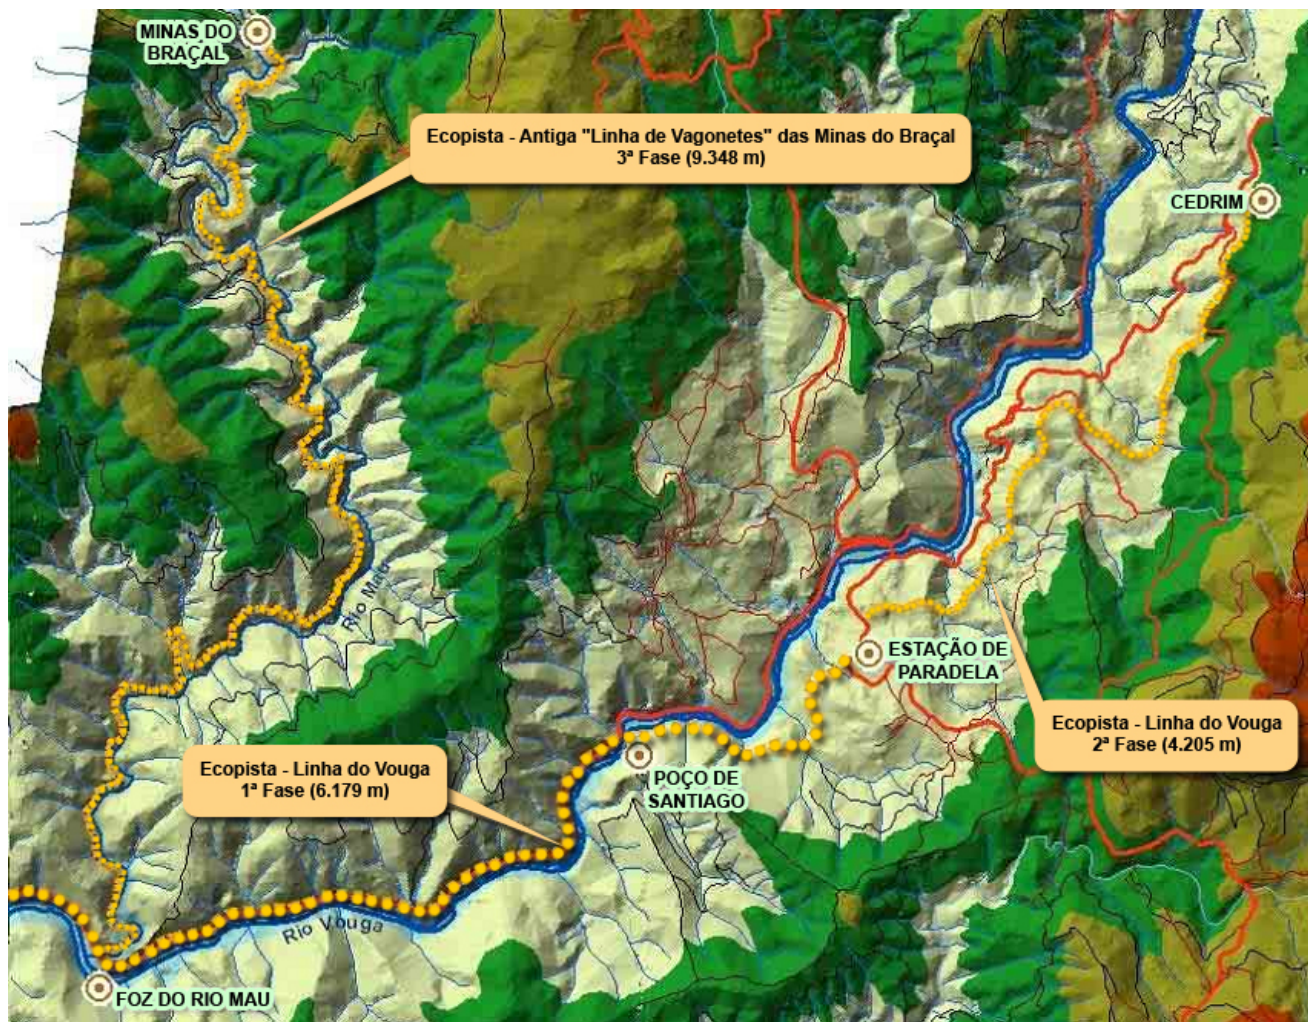 MINAS DO
BRAÇAL
Ecopista - Antiga "Linha de Vagonetes" das Minas do Braçal
3ª Fase (9.348 m)
CEDRIM
Rio Mau
ESTAÇÃO DE
PARADELA
Ecopista - Linha do Vouga
2ª Fase (4.205 m)
Ecopista - Linha do Vouga
1ª Fase (6.179 m)
POÇO DE
SANTIAGO
Rio Vouga
FOZ DO RIO MAU